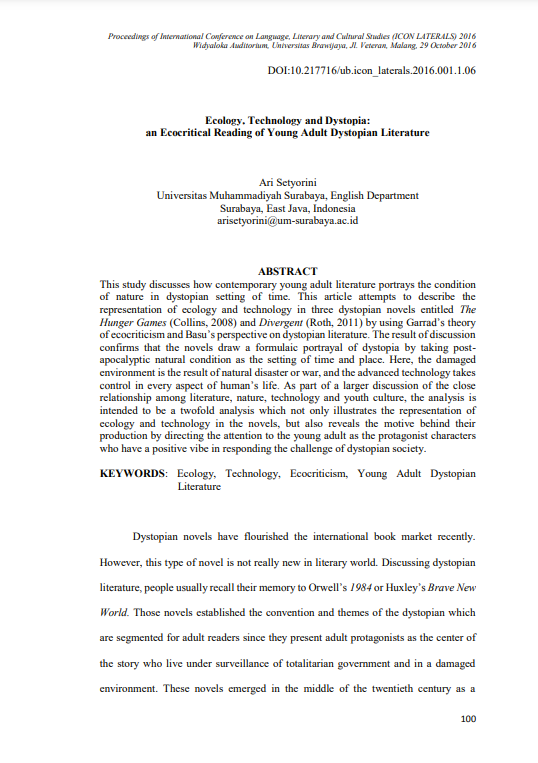 Proceedings of International Conference on Language, Literary and Cultural Studies (ICON LATERALS) 2016
Widyaloka Auditorium, Universitas Brawijaya, Jl. Veteran, Malang, 29 October 2016
DOI:10.217716/ub.icon_laterals.2016.001.1.06
Ecology, Technology and Dystopia:
an Ecocritical Reading of Young Adult Dystopian Literature
Ari Setyorini
Universitas Muhammadiyah Surabaya, English Department
Surabaya, East Java, Indonesia
arisetyorini@um-surabaya.ac.id
ABSTRACT
This study discusses how contemporary young adult literature portrays the condition
of nature in dystopian setting of time. This article attempts to describe the
representation of ecology and technology in three dystopian novels entitled The
Hunger Games (Collins, 2008) and Divergent (Roth, 2011) by using Garrad's theory
of ecocriticism and Basu's perspective on dystopian literature. The result of discussion
confirms that the novels draw a formulaic portrayal of dystopia by taking post-
apocalyptic natural condition as the setting of time and place. Here, the damaged
environment is the result of natural disaster or war, and the advanced technology takes
control in every aspect of human's life. As part of a larger discussion of the close
relationship among literature, nature, technology and youth culture, the analysis is
intended to be a twofold analysis which not only illustrates the representation of
ecology and technology in the novels, but also reveals the motive behind their
production by directing the attention to the young adult as the protagonist characters
who have a positive vibe in responding the challenge of dystopian society.
KEYWORDS: Ecology, Technology, Ecocriticism, Young Adult Dystopian
Literature
Dystopian novels have flourished the international book market recently.
However, this type of novel is not really new in literary world. Discussing dystopian
literature, people usually recall their memory to Orwell's 1984 or Huxley's Brave New
World. Those novels established the convention and themes of the dystopian which
are segmented for adult readers since they present adult protagonists as the center of
the story who live under surveillance of totalitarian government and in a damaged
environment. These novels emerged in the middle of the twentieth century as a
100